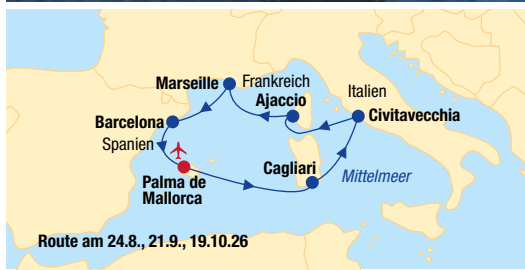 Marseille
Frankreich
Ajaccio
Italien
Civitavecchia
Barcelona
Spanien
Palma de
Mallorca
Cagliari
Mittelmeer
Route am 24.8., 21.9., 19.10.26